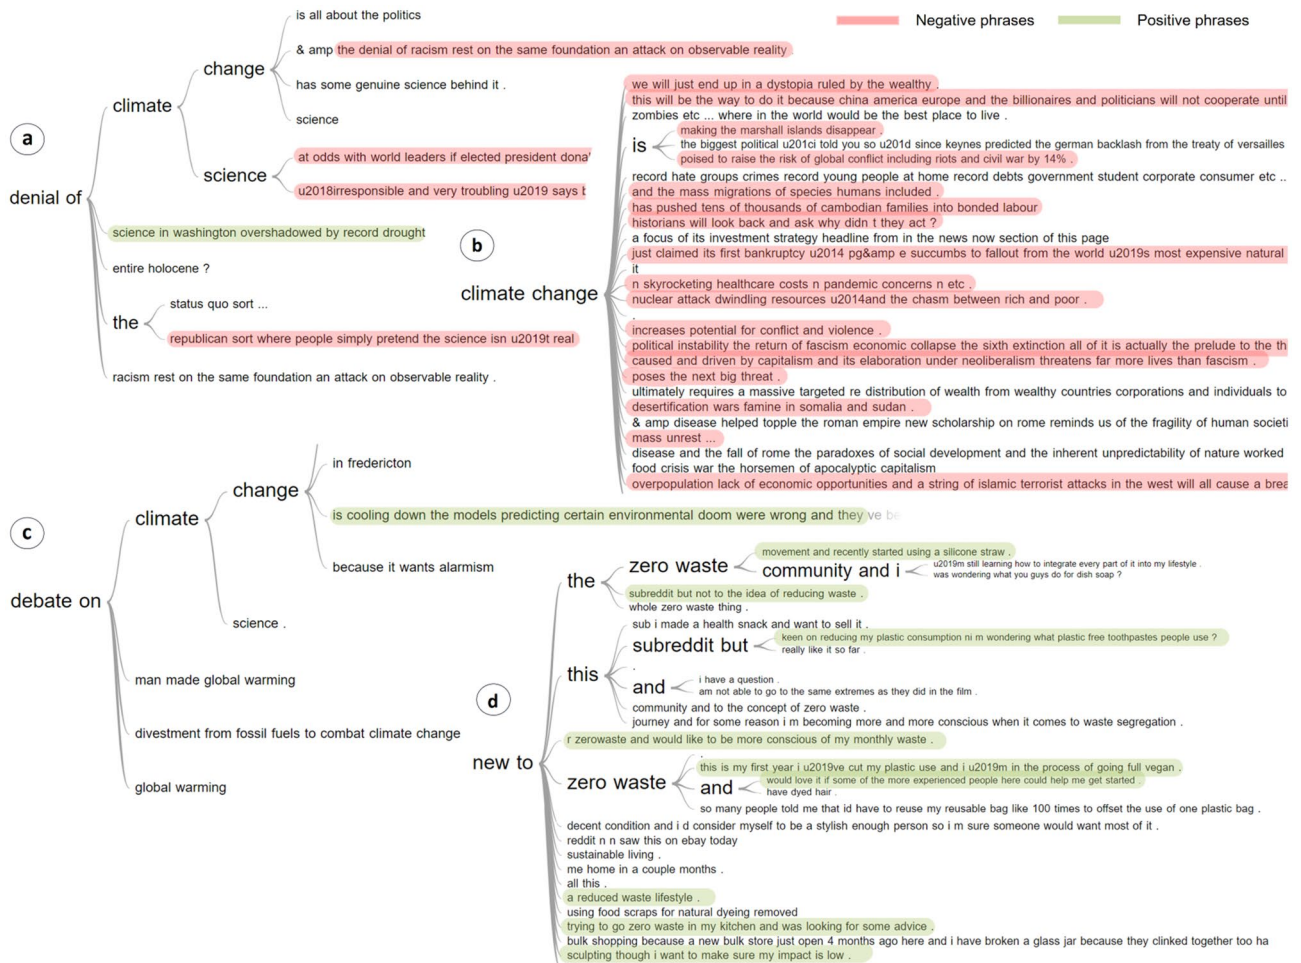 Negative phrases
Positive phrases
a
denial of
climate
change
is all about the politics
& amp the denial of racism rest on the same foundation an attack on observable reality .
has some genuine science behind it .
science
science
at odds with world leaders if elected president dona'
u2018irresponsible and very troubling u2019 says b
science in washington overshadowed by record drought
entire holocene ?
the
status quo sort ...
republican sort where people simply pretend the science isn u2019t real
racism rest on the same foundation an attack on observable reality .
b
climate change
we will just end up in a dystopia ruled by the wealthy .
this will be the way to do it because china america europe and the billionaires and politicians will not cooperate until
zombies etc ... where in the world would be the best place to live .
is
making the marshall islands disappear .
the biggest political u201ci told you so u201d since keynes predicted the german backlash from the treaty of versailles
poised to raise the risk of global conflict including riots and civil war by 14% .
record hate groups crimes record young people at home record debts government student corporate consumer etc ..
and the mass migrations of species humans included .
has pushed tens of thousands of cambodian families into bonded labour
historians will look back and ask why didn t they act ?
a focus of its investment strategy headline from in the news now section of this page
just claimed its first bankruptcy u2014 pg&amp e succumbs to fallout from the world u2019s most expensive natural
it
n skyrocketing healthcare costs n pandemic concerns n etc .
nuclear attack dwindling resources u2014and the chasm between rich and poor .
.
increases potential for conflict and violence .
political instability the return of fascism economic collapse the sixth extinction all of it is actually the prelude to the th
caused and driven by capitalism and its elaboration under neoliberalism threatens far more lives than fascism .
poses the next big threat .
ultimately requires a massive targeted re distribution of wealth from wealthy countries corporations and individuals to
desertification wars famine in somalia and sudan .
& amp disease helped topple the roman empire new scholarship on rome reminds us of the fragility of human societi
mass unrest ...
disease and the fall of rome the paradoxes of social development and the inherent unpredictability of nature worked
food crisis war the horsemen of apocalyptic capitalism
overpopulation lack of economic opportunities and a string of islamic terrorist attacks in the west will all cause a brea
c
debate on
climate
change
in fredericton
is cooling down the models predicting certain environmental doom were wrong and they ve be
because it wants alarmism
science .
man made global warming
divestment from fossil fuels to combat climate change
global warming
d
new to
the
zero waste
movement and recently started using a silicone straw .
community and i
u2019m still learning how to integrate every part of it into my lifestyle .
was wondering what you guys do for dish soap ?
subreddit but not to the idea of reducing waste .
whole zero waste thing .
this
sub i made a health snack and want to sell it .
subreddit but
keen on reducing my plastic consumption ni m wondering what plastic free toothpastes people use ?
really like it so far .
.
and
i have a question .
am not able to go to the same extremes as they did in the film .
community and to the concept of zero waste .
journey and for some reason i m becoming more and more conscious when it comes to waste segregation .
r zerowaste and would like to be more conscious of my monthly waste .
zero waste
.
this is my first year i u2019ve cut my plastic use and i u2019m in the process of going full vegan .
and
would love it if some of the more experienced people here could help me get started .
have dyed hair .
so many people told me that id have to reuse my reusable bag like 100 times to offset the use of one plastic bag .
decent condition and i d consider myself to be a stylish enough person so i m sure someone would want most of it .
reddit n n saw this on ebay today
sustainable living .
me home in a couple months .
all this .
a reduced waste lifestyle .
using food scraps for natural dyeing removed
trying to go zero waste in my kitchen and was looking for some advice .
bulk shopping because a new bulk store just open 4 months ago here and i have broken a glass jar because they clinked together too ha
sculpting though i want to make sure my impact is low .